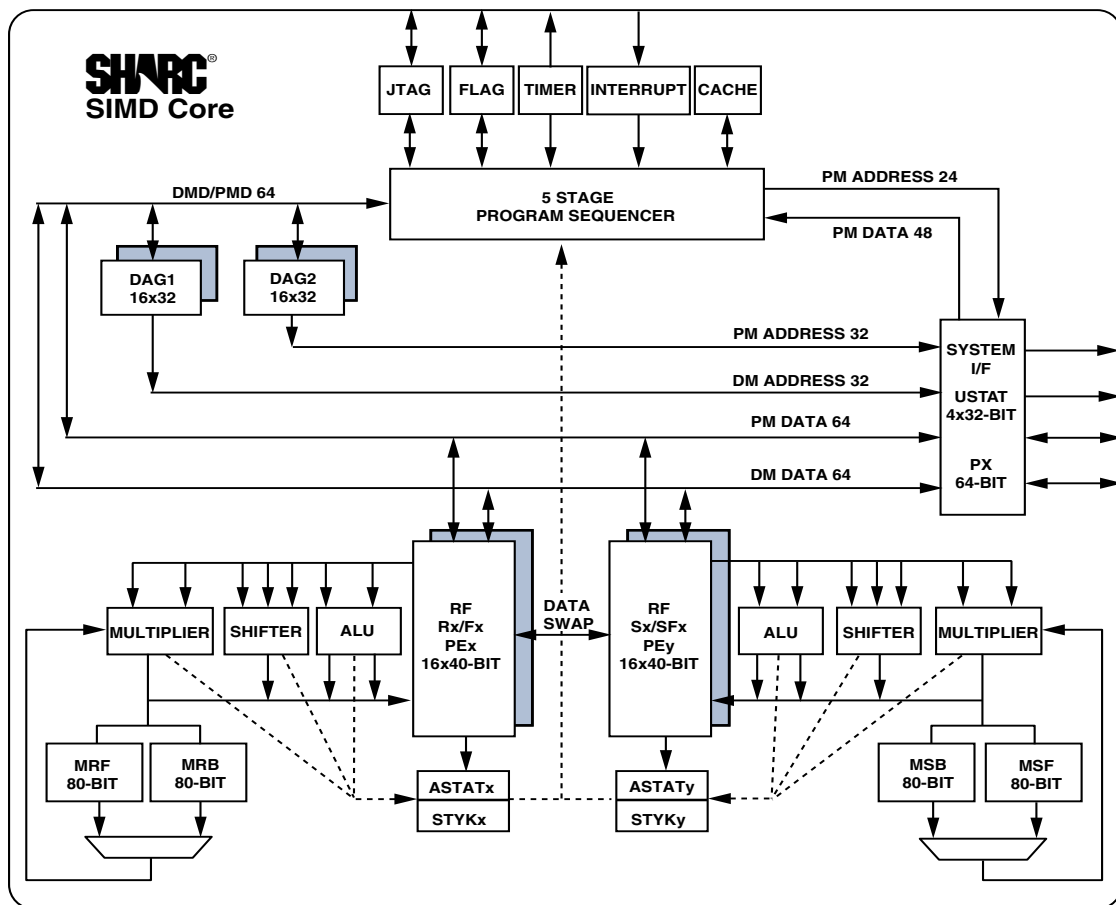 SHARC®
SIMD Core
JTAG
FLAG
TIMER
INTERRUPT
CACHE
5 STAGE
PROGRAM SEQUENCER
PM ADDRESS 24
PM DATA 48
DMD/PMD 64
DAG1
16x32
DAG2
16x32
PM ADDRESS 32
DM ADDRESS 32
PM DATA 64
DM DATA 64
SYSTEM
I/F
USTAT
4x32-BIT
PX
64-BIT
MULTIPLIER
SHIFTER
ALU
RF
Rx/Fx
PEx
16x40-BIT
DATA
SWAP
RF
Sx/SFx
PEy
16x40-BIT
ALU
SHIFTER
MULTIPLIER
MRF
80-BIT
MRB
80-BIT
ASTATx
STYKx
ASTATy
STYKy
MSB
80-BIT
MSF
80-BIT